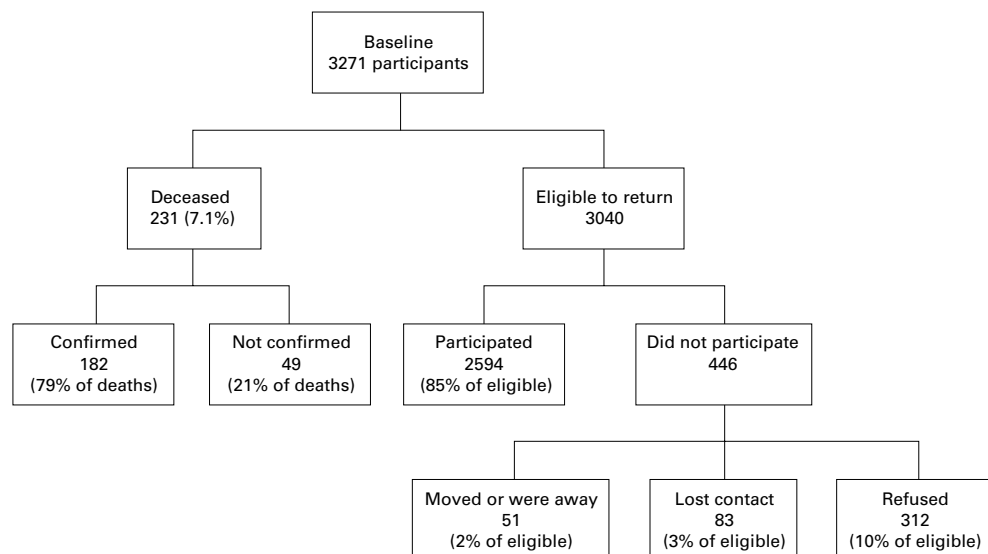 Baseline
3271 participants
Deceased
231 (7.1%)
Eligible to return
3040
Confirmed
182
(79% of deaths)
Not confirmed
49
(21% of deaths)
Participated
2594
(85% of eligible)
Did not participate
446
Moved or were away
51
(2% of eligible)
Lost contact
83
(3% of eligible)
Refused
312
(10% of eligible)